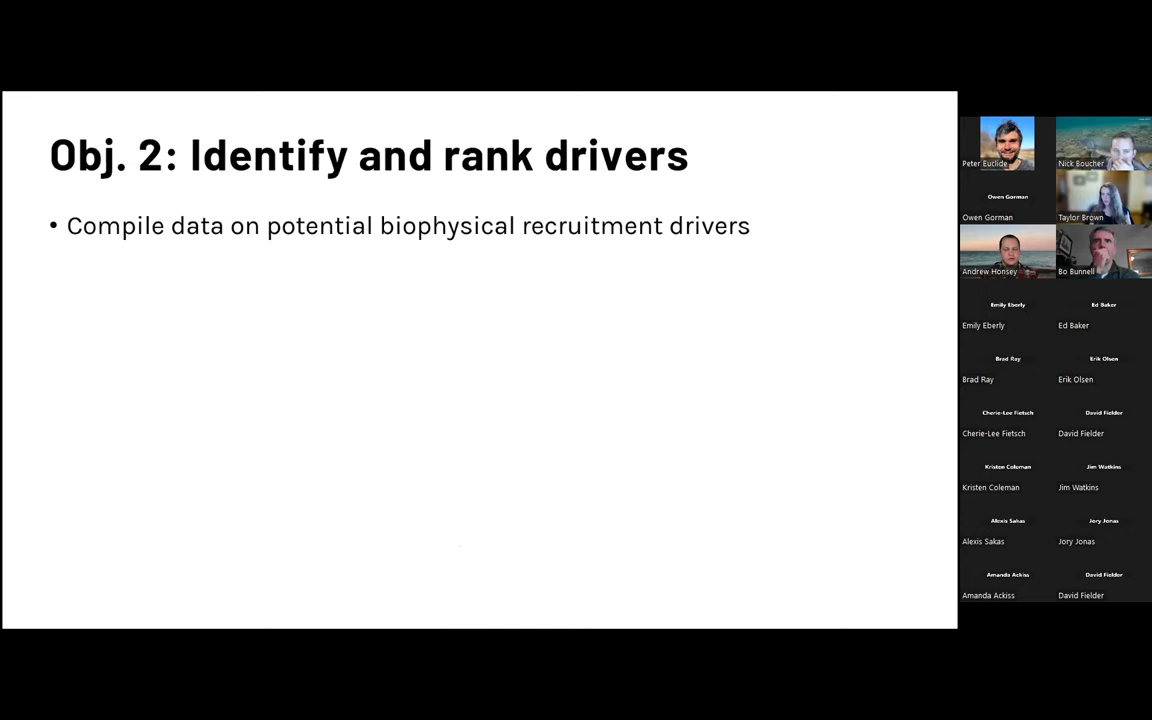 Obj. 2: Identify and rank drivers
• Compile data on potential biophysical recruitment drivers
Peter Euclide
Nick Boucher
Owen Gorman
Owen Gorman
Taylor Brown
Andrew Honsey
Bo Bunnell
Emily Eberly
Ed Baker
Emily Eberly
Ed Baker
Brad Ray
Erik Olsen
Brad Ray
Erik Olsen
Cherie-Lee Fietsch
David Fielder
Cherie-Lee Fietsch
David Fielder
Kristen Coleman
Jim Watkins
Kristen Coleman
Jim Watkins
Alexis Sakas
Jory Jonas
Alexis Sakas
Jory Jonas
Amanda Ackiss
David Fielder
Amanda Ackiss
David Fielder